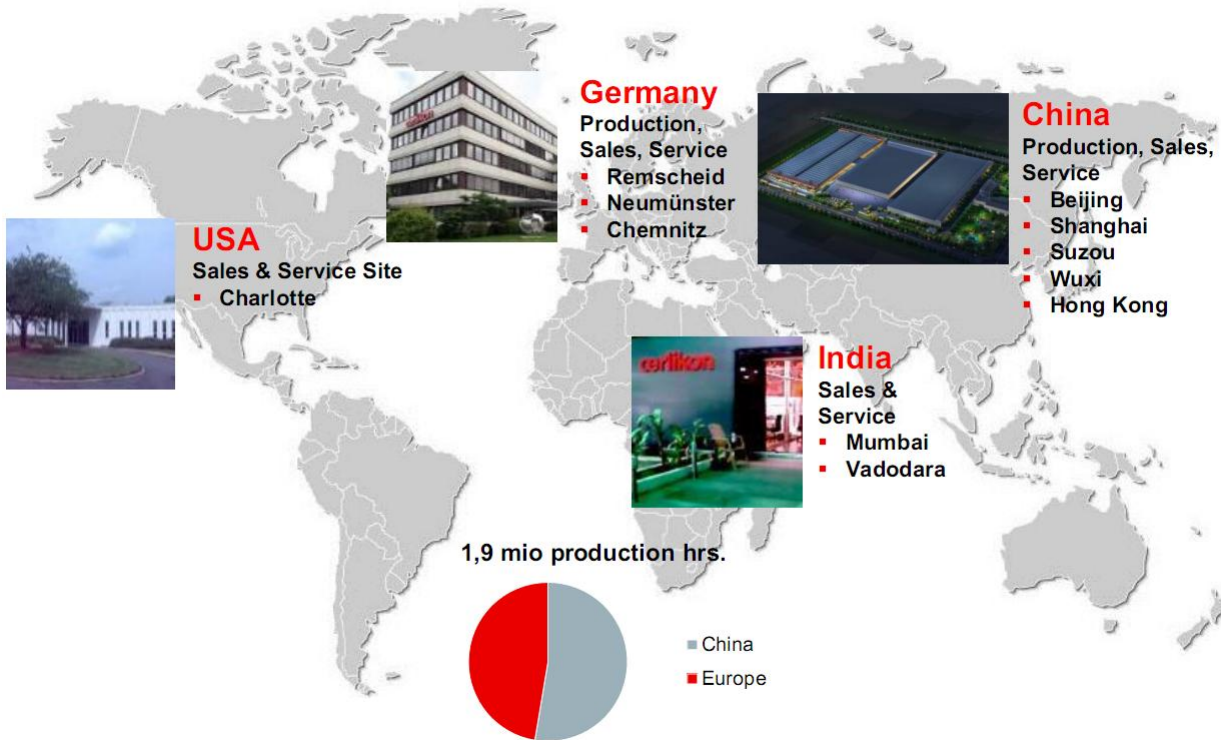 Germany
Production,
Sales, Service
Remscheid
Neumünster
Chemnitz
oerlikon
China
Production, Sales,
Service
Beijing
Shanghai
Suzou
Wuxi
Hong Kong
USA
Sales & Service Site
Charlotte
India
Sales &
Service
Mumbai
Vadodara
oerlikon
1,9 mio production hrs.
China
Europe